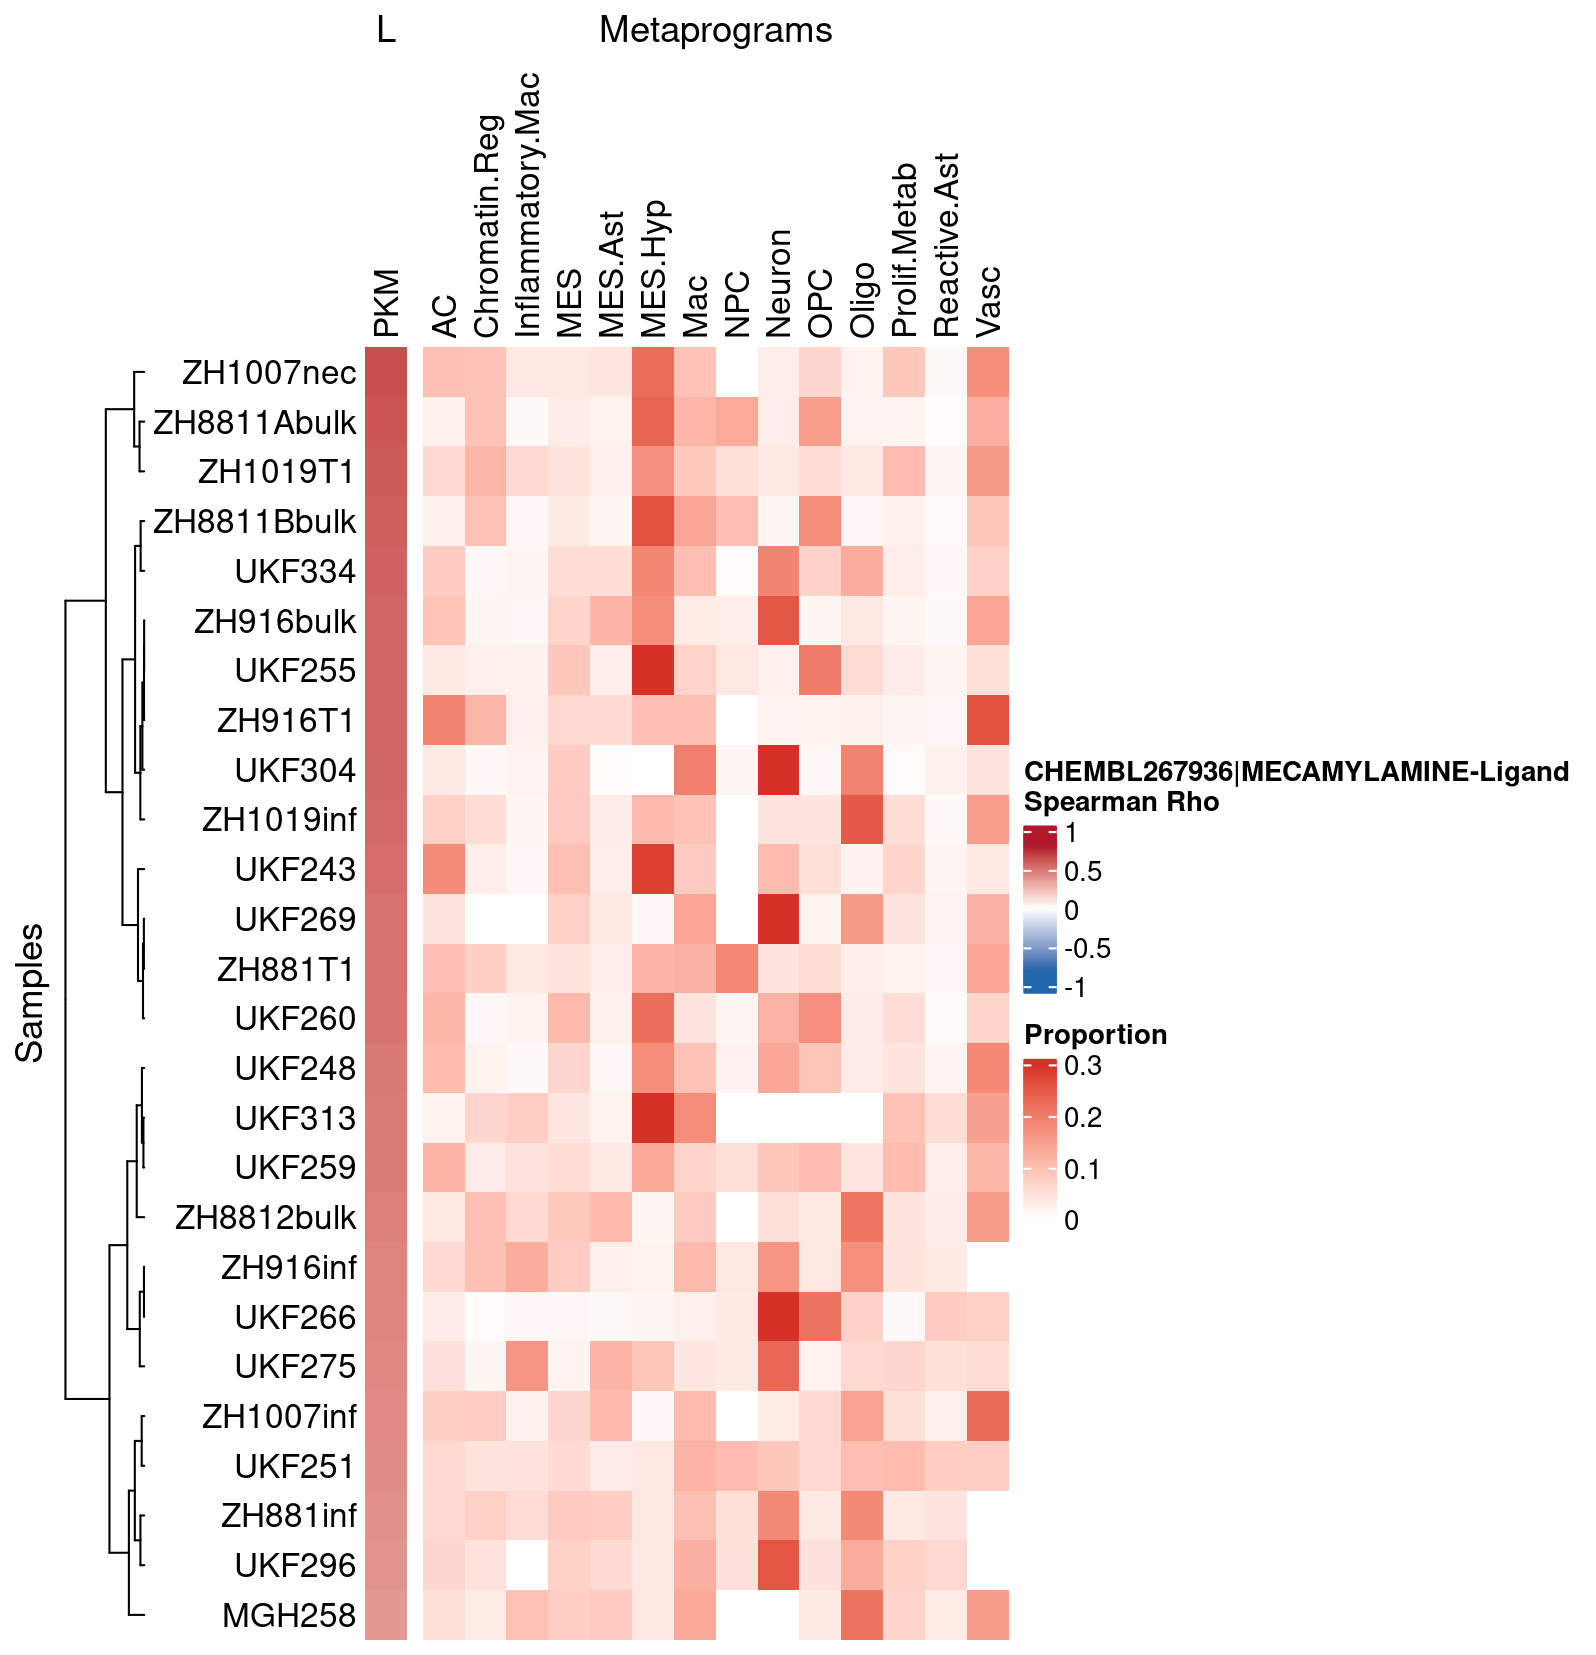 L
Metaprograms
PKM
AC
Chromatin.Reg
Inflammatory.Mac
MES
MES.Ast
MES.Hyp
Mac
NPC
Neuron
OPC
Oligo
Prolif.Metab
Reactive.Ast
Vasc
Samples
ZH1007nec
ZH8811Abulk
ZH1019T1
ZH8811Bbulk
UKF334
ZH916bulk
UKF255
ZH916T1
UKF304
ZH1019inf
UKF243
UKF269
ZH881T1
UKF260
UKF248
UKF313
UKF259
ZH8812bulk
ZH916inf
UKF266
UKF275
ZH1007inf
UKF251
ZH881inf
UKF296
MGH258
CHEMBL267936|MECAMYLAMINE-Ligand
Spearman Rho
1
0.5
0
-0.5
-1
Proportion
0.3
0.2
0.1
0